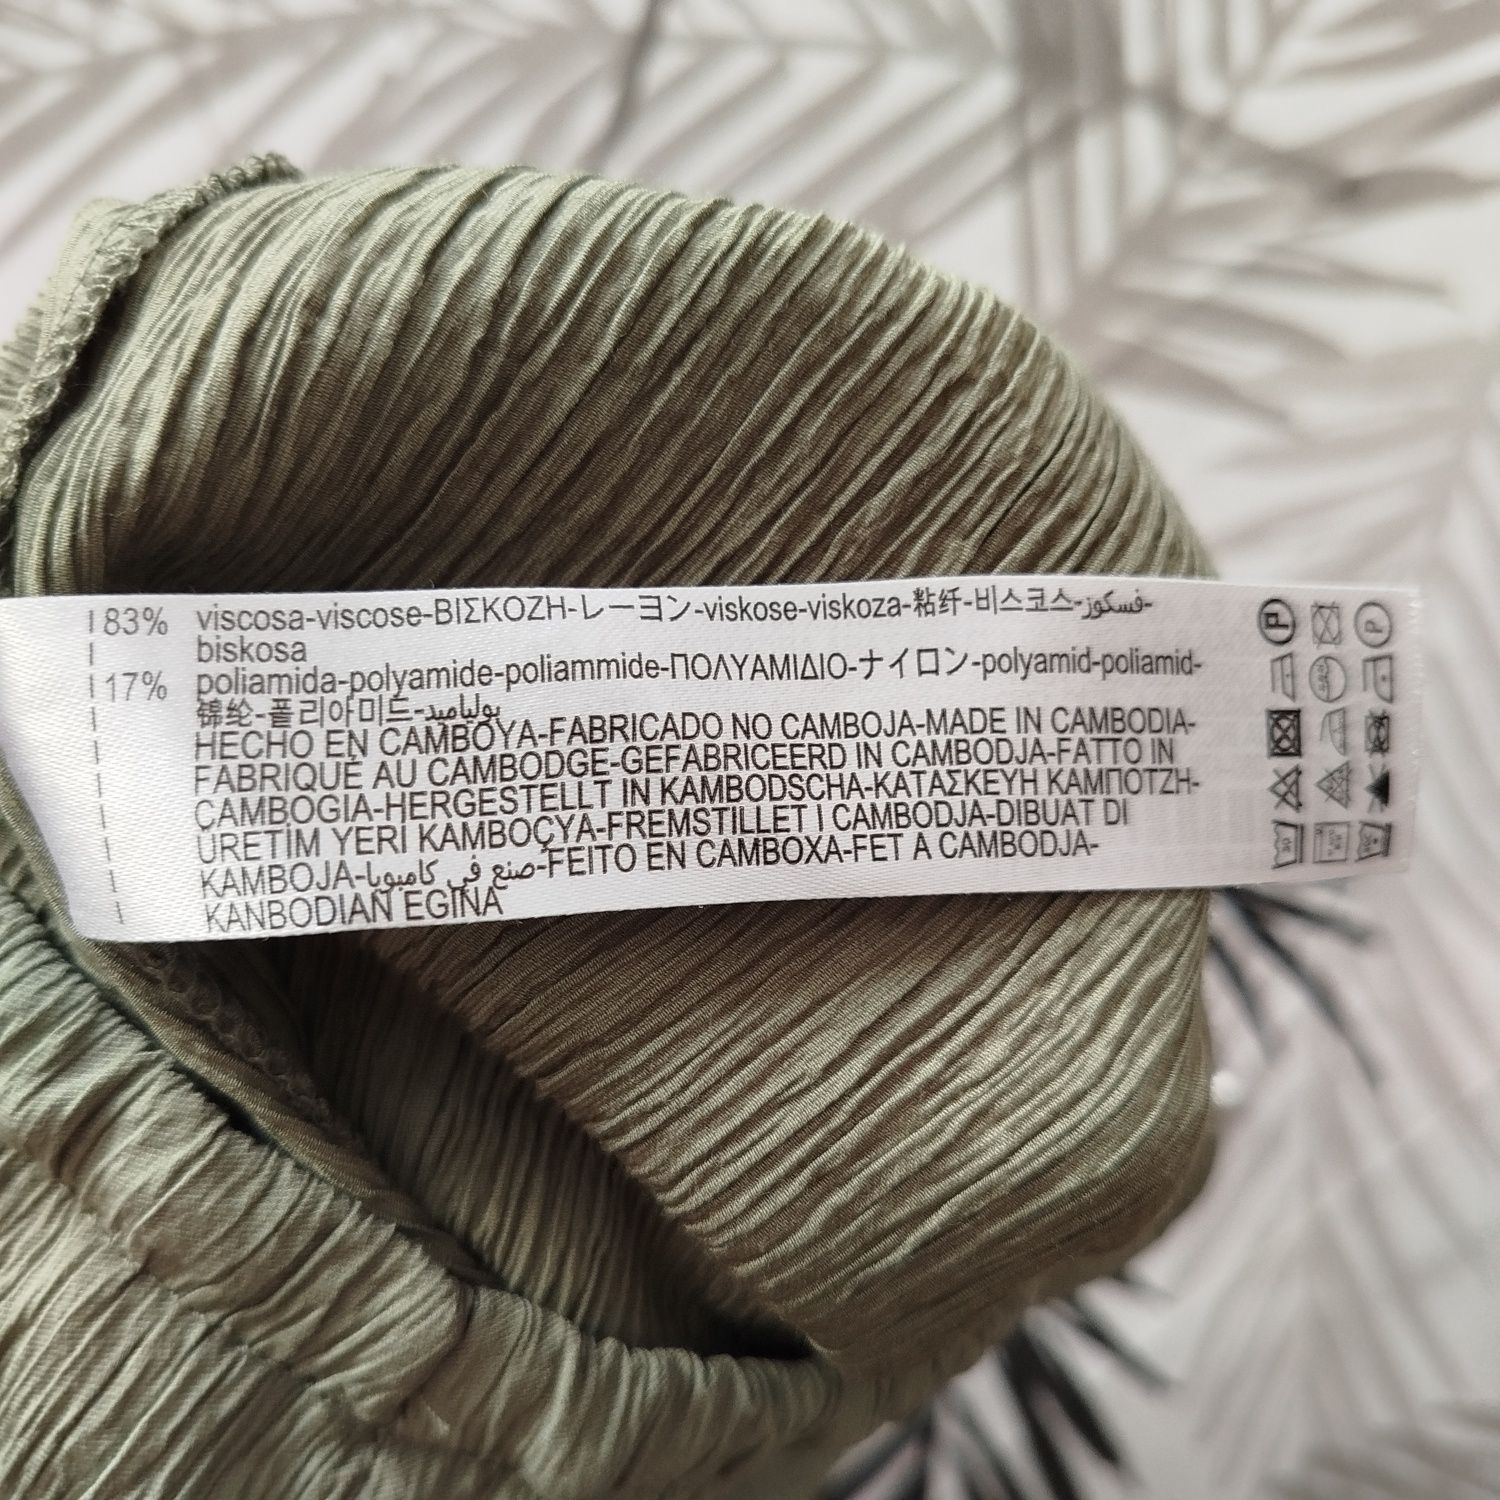 83% viscosa-viscose-ΒΙΣΚΟΖΗ-レーヨン-viskose-viskoza-粘纤-비스코스-فسكوز-
biskosa
17% poliamida-polyamide-poliammide-ΠΟΛΥΑΜΙΔΙΟ-ナイロン-polyamid-poliamid-
锦纶-폴리아미드-بولياميد
HECHO EN CAMBOYA-FABRICADO NO CAMBOJA-MADE IN CAMBODIA-
FABRIQUÉ AU CAMBODGE-GEFABRICEERD IN CAMBODJA-FATTO IN
CAMBOGIA-HERGESTELLT IN KAMBODSCHA-ΚΑΤΑΣΚΕΥΗ ΚΑΜΠΟΤΖΗ-
ÜRETİM YERİ KAMBOÇYA-FREMSTILLET I CAMBODJA-DIBUAT DI
KAMBOJA-صنع في كامبويا-FEITO EN CAMBOXA-FET A CAMBODJA-
KANBODIAN EGINA
P P